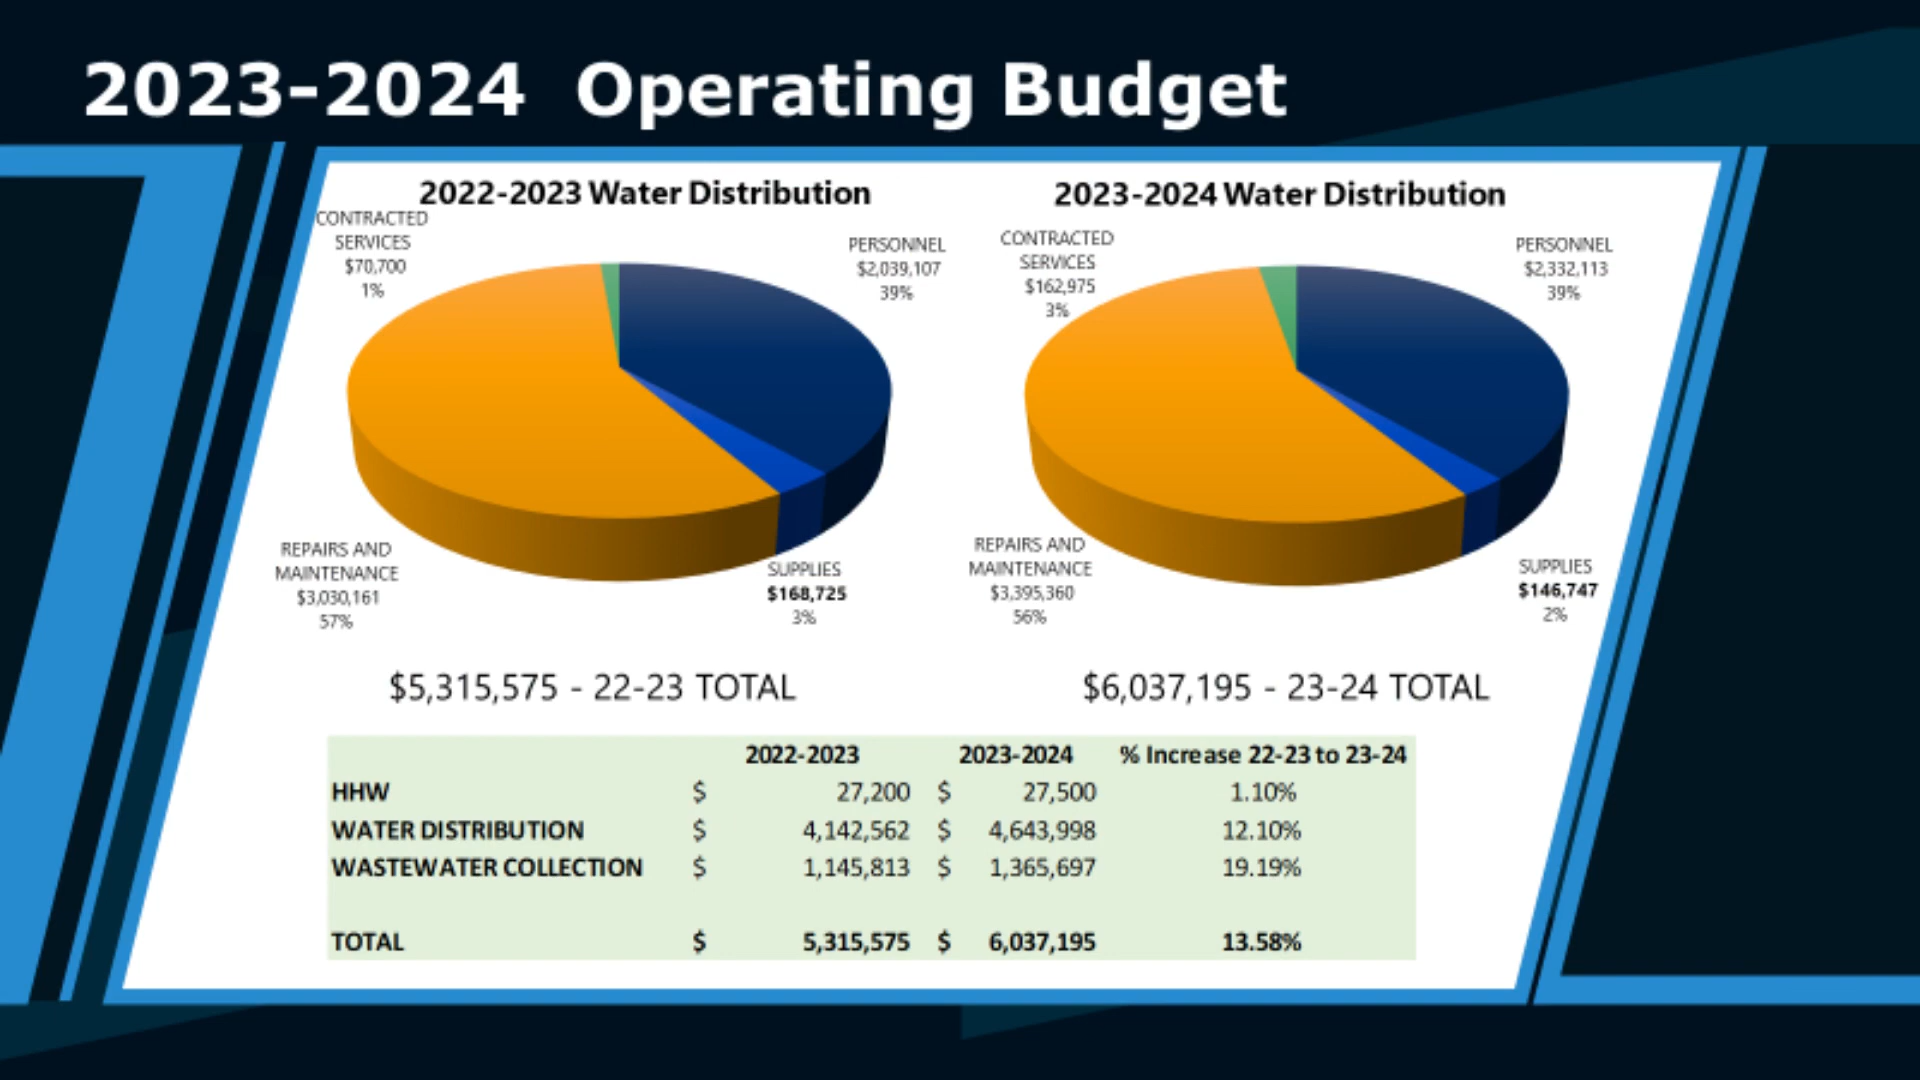 2023-2024 Operating Budget
2022-2023 Water Distribution
CONTRACTED
SERVICES
$70,700
1%
PERSONNEL
$2,039,107
39%
REPAIRS AND
MAINTENANCE
$3,030,161
57%
SUPPLIES
$168,725
3%
$5,315,575 - 22-23 TOTAL
2023-2024 Water Distribution
CONTRACTED
SERVICES
$162,975
3%
PERSONNEL
$2,332,113
39%
REPAIRS AND
MAINTENANCE
$3,395,360
56%
SUPPLIES
$146,747
2%
$6,037,195 - 23-24 TOTAL
2022-2023 2023-2024 % Increase 22-23 to 23-24
HHW $ 27,200 $ 27,500 1.10%
WATER DISTRIBUTION $ 4,142,562 $ 4,643,998 12.10%
WASTEWATER COLLECTION $ 1,145,813 $ 1,365,697 19.19%
TOTAL $ 5,315,575 $ 6,037,195 13.58%